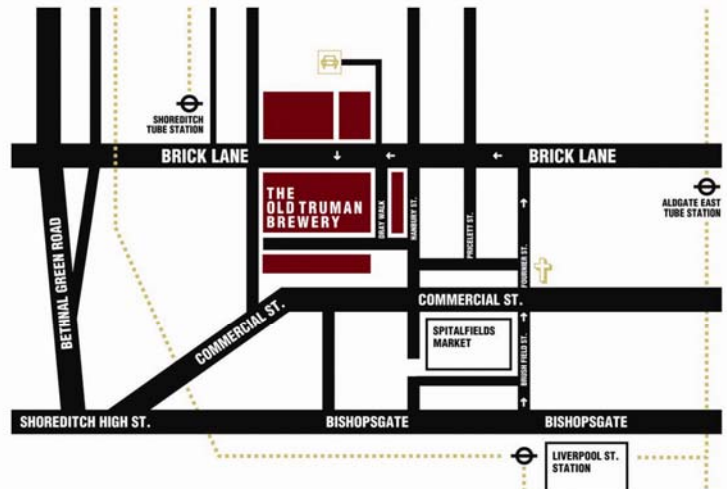 SHOREDITCH
TUBE STATION
BRICK LANE
BRICK LANE
THE
OLD TRUMAN
BREWERY
DRAY WALK
HANBURY ST.
PRICELETT ST.
FOURNIER ST.
ALDGATE EAST
TUBE STATION
BETHNAL GREEN ROAD
COMMERCIAL ST.
COMMERCIAL ST.
SPITALFIELDS
MARKET
BRUSH FIELD ST.
SHOREDITCH HIGH ST.
BISHOPSGATE
BISHOPSGATE
LIVERPOOL ST.
STATION